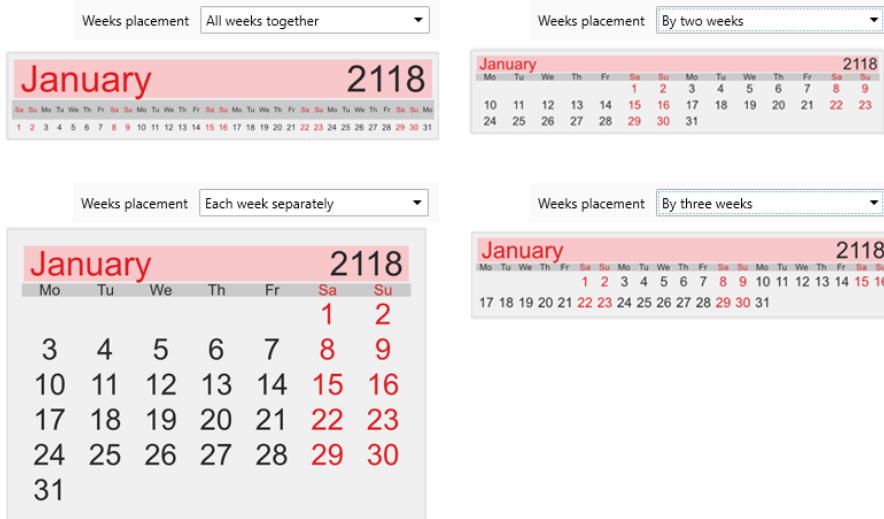 Weeks placement All weeks together
January 2118
Sa Su Mo Tu We Th Fr Sa Su Mo Tu We Th Fr Sa Su Mo Tu We Th Fr Sa Su Mo Tu We Th Fr Sa Su Mo
1 2 3 4 5 6 7 8 9 10 11 12 13 14 15 16 17 18 19 20 21 22 23 24 25 26 27 28 29 30 31
Weeks placement By two weeks
January 2118
Mo Tu We Th Fr Sa Su Mo Tu We Th Fr Sa Su
1 2 3 4 5 6 7 8 9
10 11 12 13 14 15 16 17 18 19 20 21 22 23
24 25 26 27 28 29 30 31
Weeks placement Each week separately
January 2118
Mo Tu We Th Fr Sa Su
1 2
3 4 5 6 7 8 9
10 11 12 13 14 15 16
17 18 19 20 21 22 23
24 25 26 27 28 29 30
31
Weeks placement By three weeks
January 2118
Mo Tu We Th Fr Sa Su Mo Tu We Th Fr Sa Su Mo Tu We Th Fr Sa Su
1 2 3 4 5 6 7 8 9 10 11 12 13 14 15 16
17 18 19 20 21 22 23 24 25 26 27 28 29 30 31